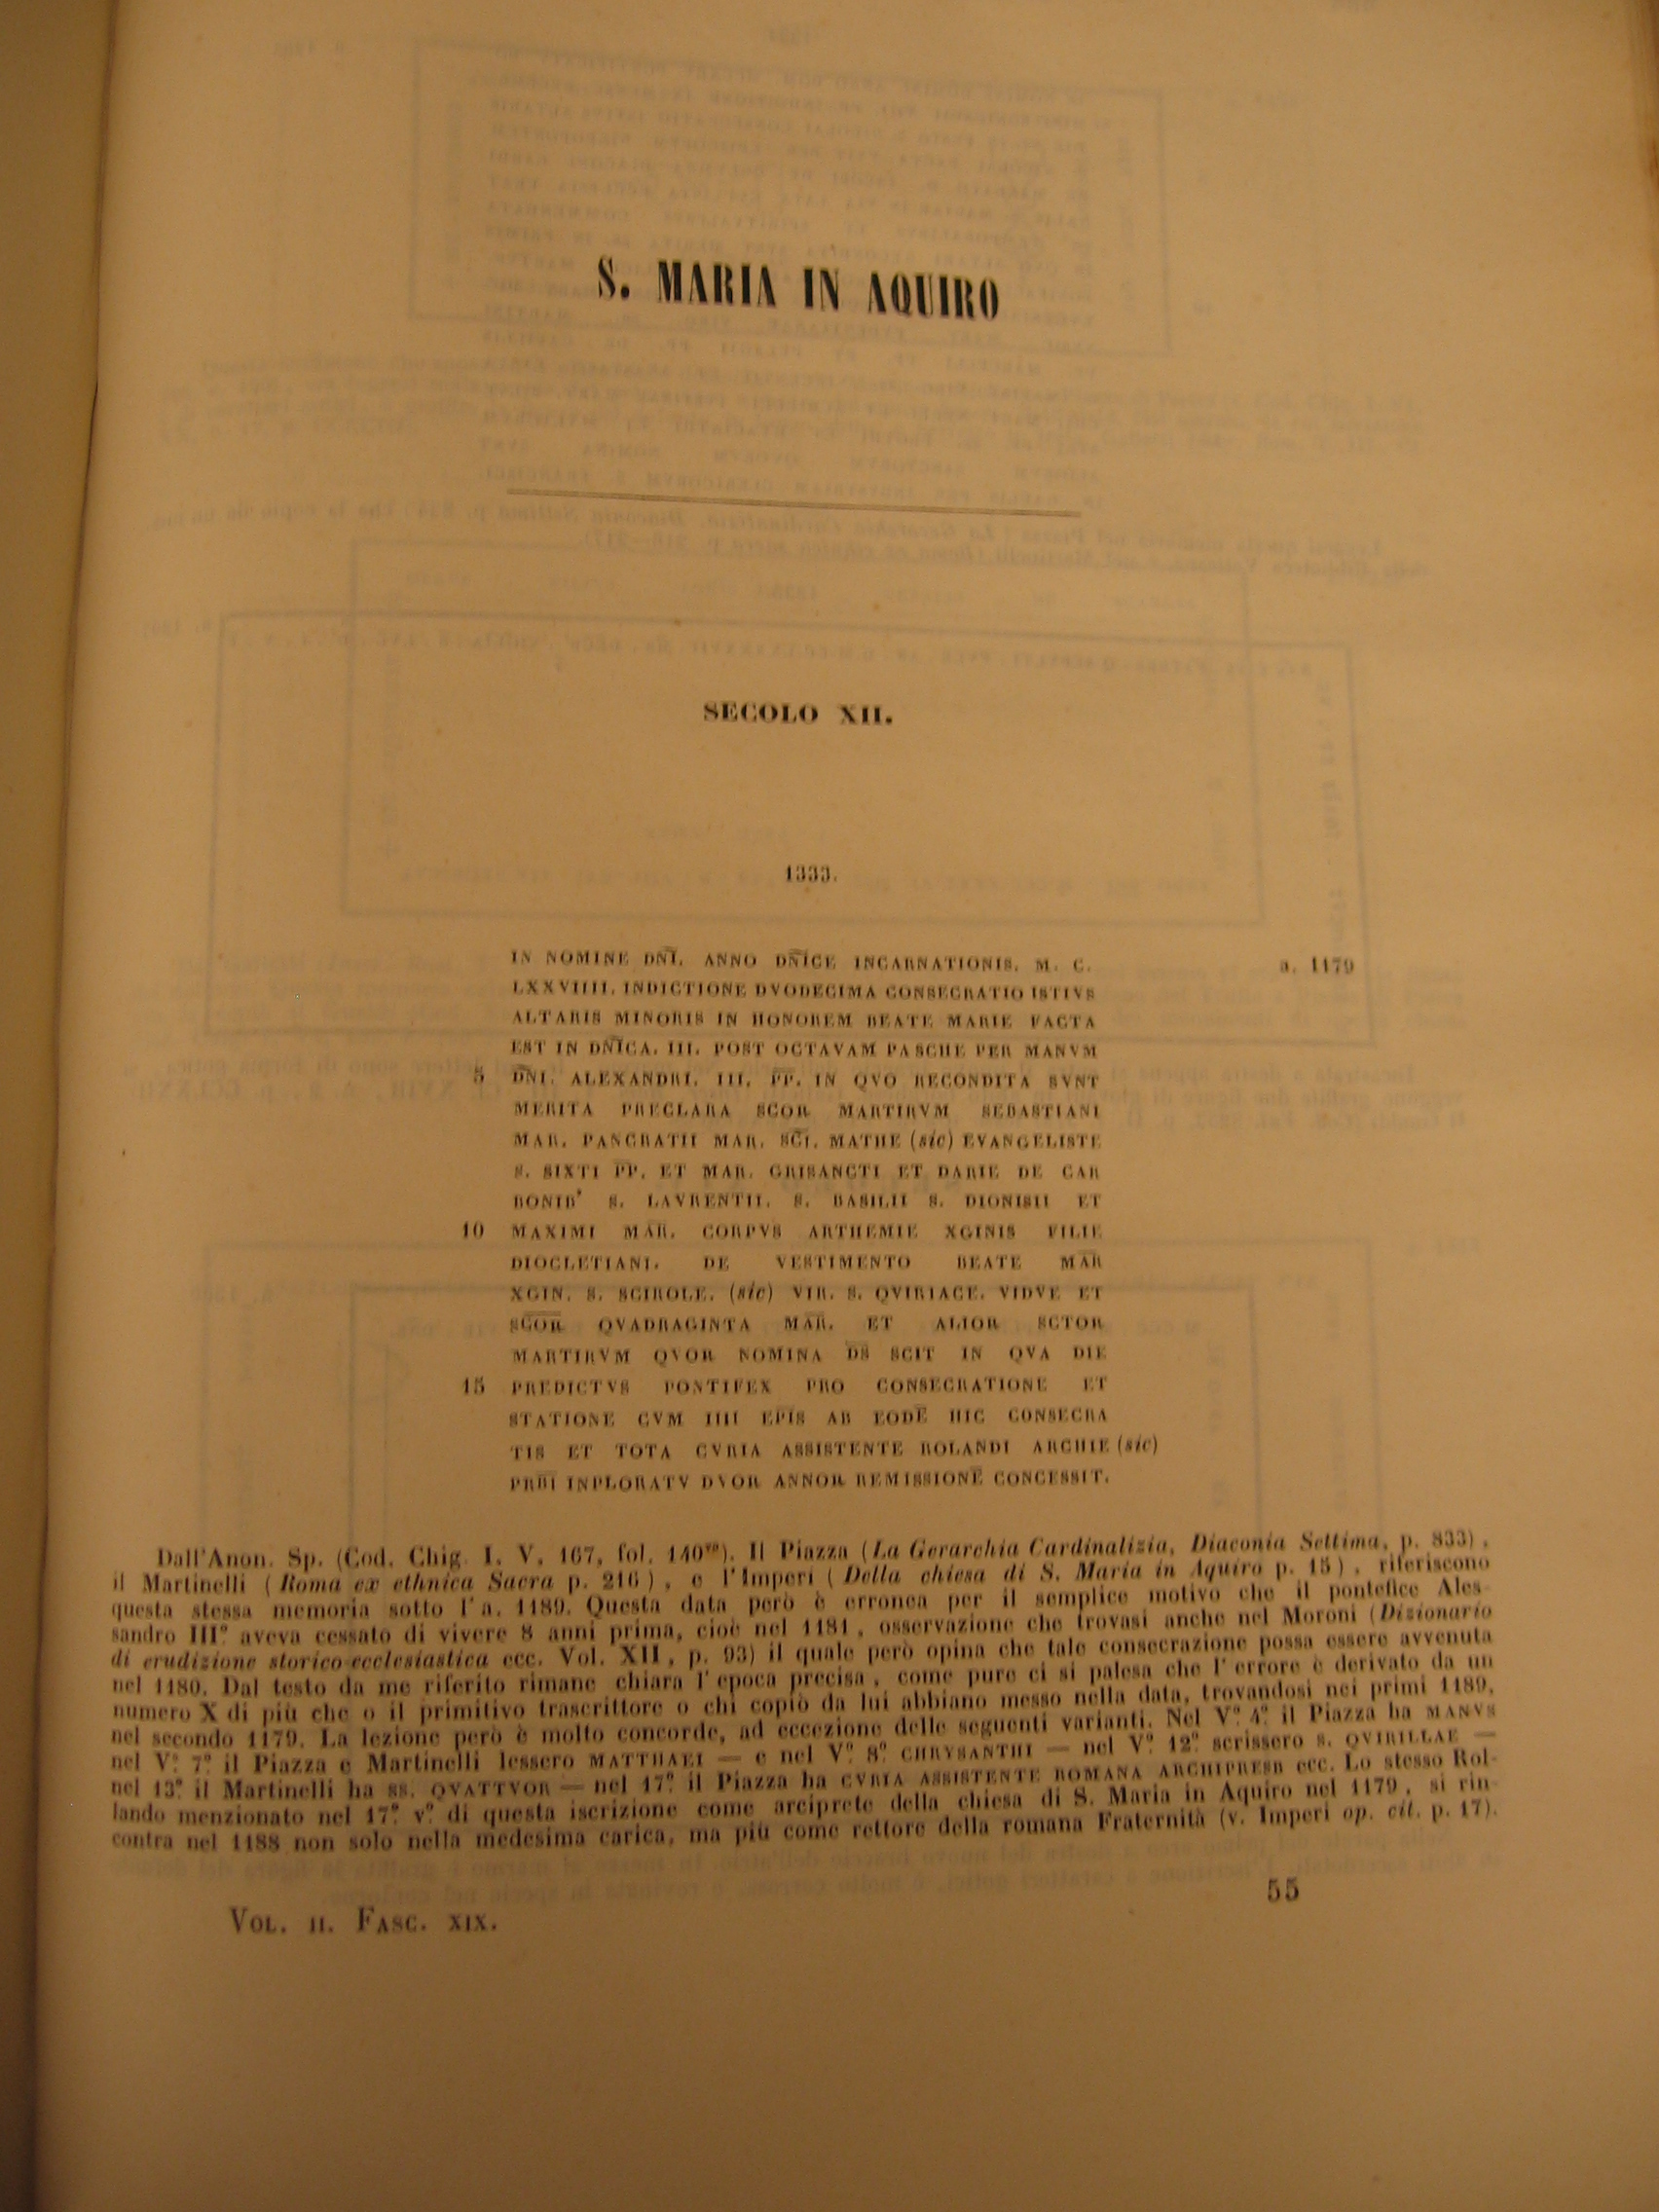 S. MARIA IN AQUIRO
SECOLO XII.
1333.
IN NOMINE DN̅I. ANNO DN̅ICE INCARNATIONIS. M. C.
a. 1179
LXXVIIII. INDICTIONE DVODECIMA CONSECRATIO ISTIVS
ALTARIS MINORIS IN HONOREM BEATE MARIE FACTA
EST IN DN̅ICA. III. POST OCTAVAM PASCHE PER MANVM
5 D̅N̅I. ALEXANDRI. III. P̅P̅. IN QVO RECONDITA SVNT
MERITA PRECLARA SCOR MARTIRVM SEBASTIANI
MAR. PANCRATII MAR. SC̅I. MATHE (sic) EVANGELISTE
S. SIXTI P̅P̅. ET MAR. GRISANCTI ET DARIE DE CAR
BONIB' S. LAVRENTII. S. BASILII S. DIONISII ET
10 MAXIMI MA̅R. CORPVS ARTHEMIE XGINIS FILIE
DIOCLETIANI. DE VESTIMENTO BEATE MA̅R
XGIN. S. SCIROLE. (sic) VIR. S. QVIRIACE. VIDVE ET
S̅C̅O̅R̅ QVADRAGINTA MA̅R. ET ALIOR SCTOR
MARTIRVM QVOR NOMINA D̅S̅ SCIT IN QVA DIE
15 PREDICTVS PONTIFEX PRO CONSECRATIONE ET
STATIONE CVM IIII EPI̅S AB EODE̅ HIC CONSECRA
TIS ET TOTA CVRIA ASSISTENTE ROLANDI ARCHIE (sic)
PRB̅I INPLORATV DVOR ANNOR REMISSIONE̅ CONCESSIT.
Dall'Anon. Sp. (Cod. Chig. I. V. 167, fol. 140ᵛᵒ). Il Piazza (La Gerarchia Cardinalizia, Diaconia Settima, p. 833),
il Martinelli (Roma ex ethnica Sacra p. 216), e l'Imperi (Della chiesa di S. Maria in Aquiro p. 15), riferiscono
questa stessa memoria sotto l'a. 1189. Questa data però è erronea per il semplice motivo che il pontefice Ales-
sandro III° aveva cessato di vivere 8 anni prima, cioè nel 1181, osservazione che trovasi anche nel Moroni (Dizionario
di erudizione storico-ecclesiastica ecc. Vol. XII, p. 93) il quale però opina che tale consecrazione possa essere avvenuta
nel 1180. Dal testo da me riferito rimane chiara l'epoca precisa, come pure ci si palesa che l'errore è derivato da un
numero X di più che o il primitivo trascrittore o chi copiò da lui abbiano messo nella data, trovandosi nei primi 1189,
nel secondo 1179. La lezione però è molto concorde, ad eccezione delle seguenti varianti. Nel V° 4° il Piazza ha MANVS
nel V° 7° il Piazza e Martinelli lessero MATTHAEI — e nel V° 8° CHRYSANTHI — nel V° 12° scrissero S. QVIRILLAE —
nel 13° il Martinelli ha SS. QVATTVOR — nel 17° il Piazza ha CVRIA ASSISTENTE ROMANA ARCHIPRESB ecc. Lo stesso Rol-
lando menzionato nel 17° v° di questa iscrizione come arciprete della chiesa di S. Maria in Aquiro nel 1179, si rin-
contra nel 1188 non solo nella medesima carica, ma più come rettore della romana Fraternità (v. Imperi op. cit. p. 17).
VOL. II. FASC. XIX.
55